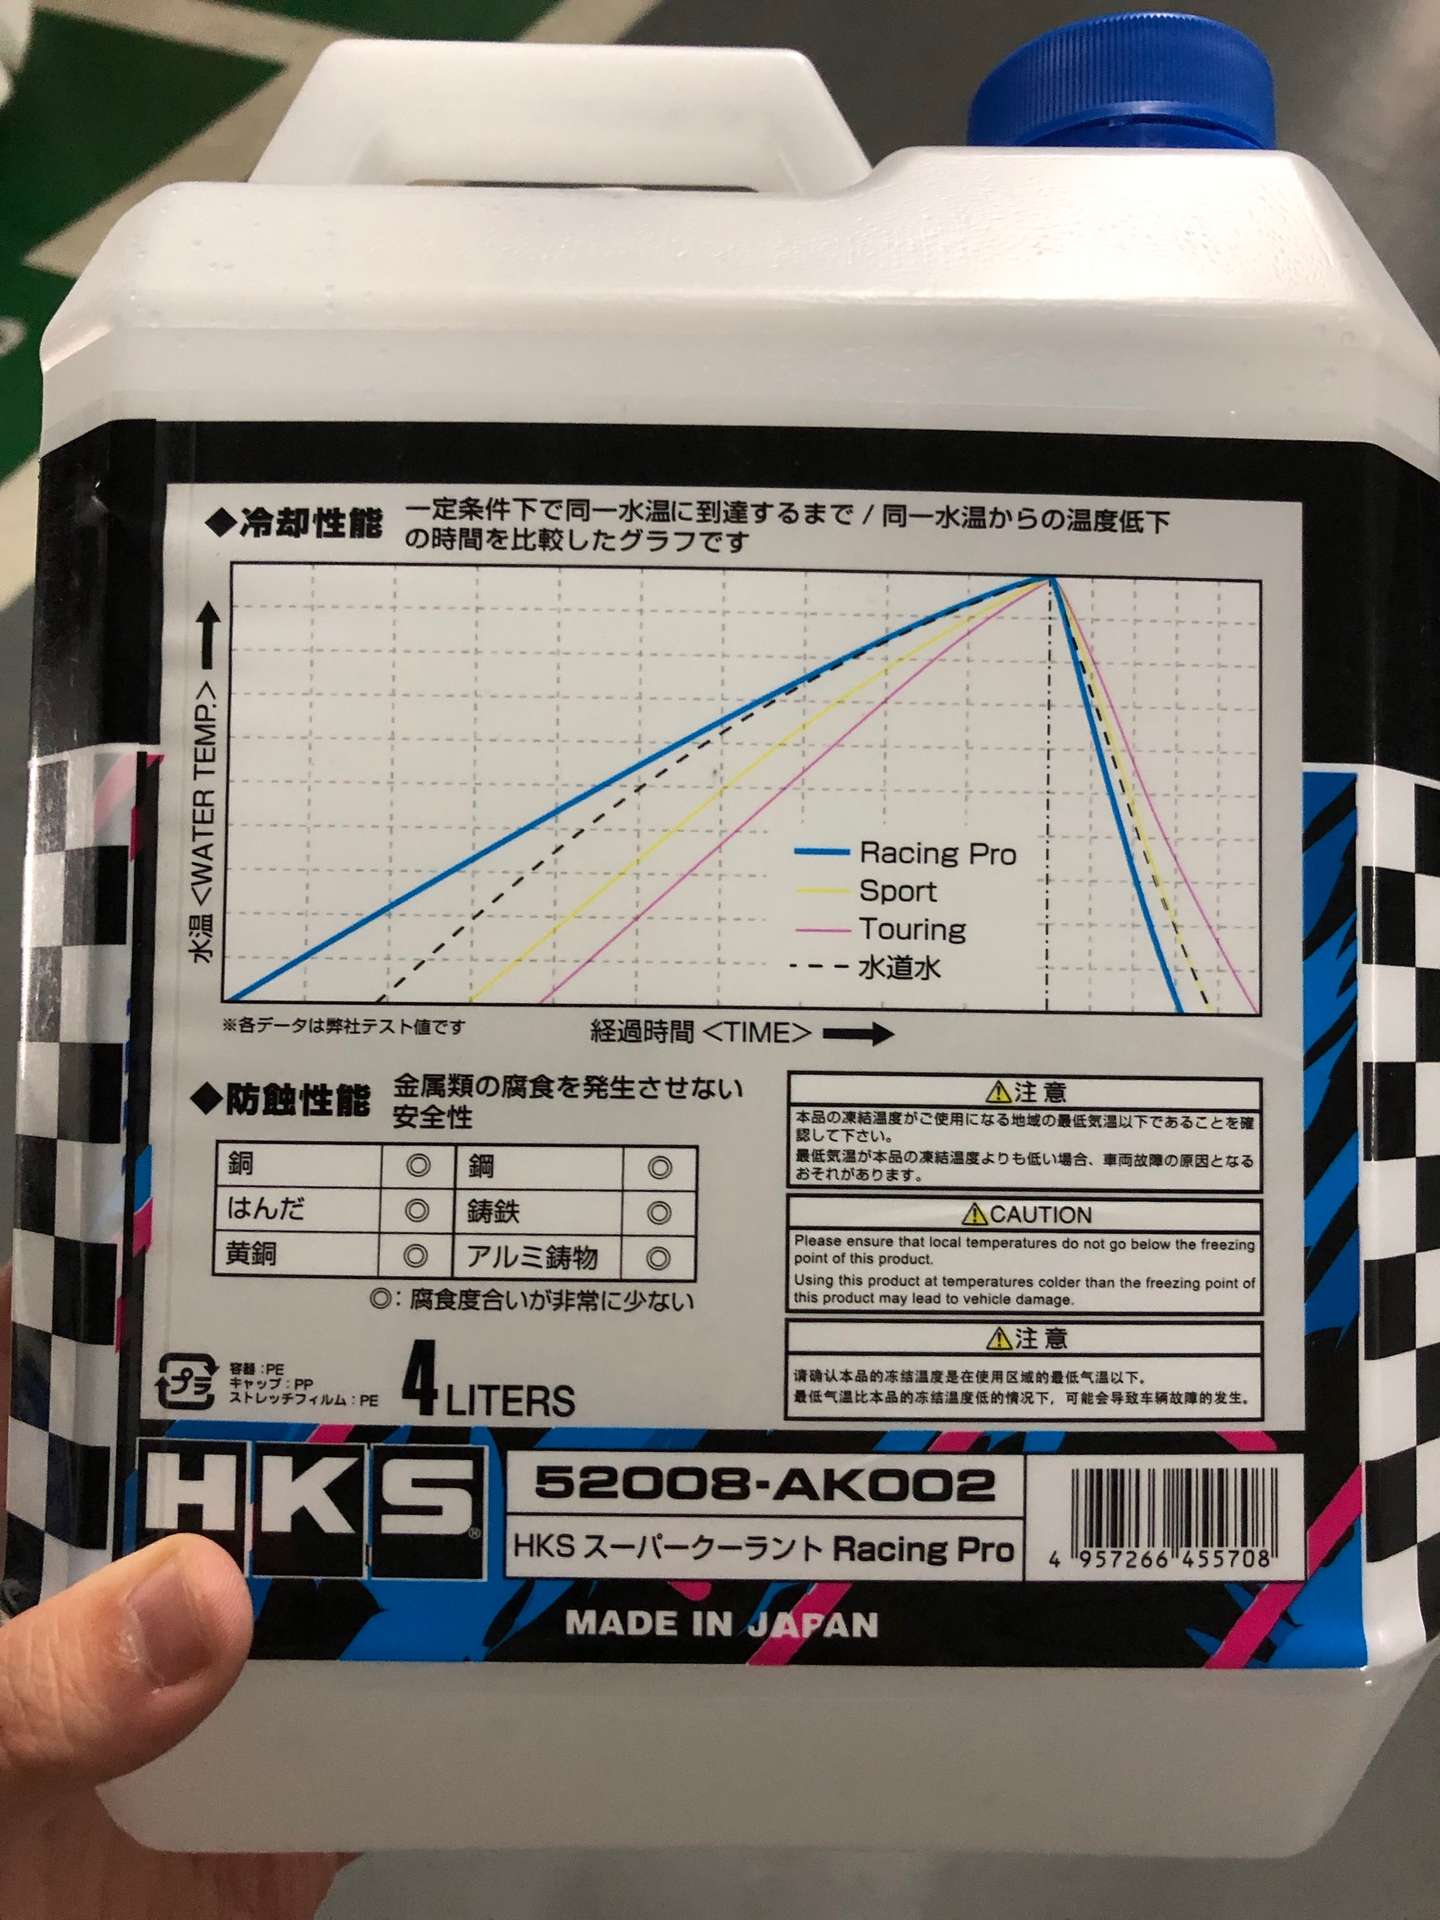 ◆冷却性能
一定条件下で同一水温に到達するまで / 同一水温からの温度低下
の時間を比較したグラフです
水温 <WATER TEMP.>
Racing Pro
Sport
Touring
水道水
※各データは弊社テスト値です
経過時間 <TIME>
◆防蝕性能
金属類の腐食を発生させない
安全性
銅 ◎ 鋼 ◎
はんだ ◎ 鋳鉄 ◎
黄銅 ◎ アルミ鋳物 ◎
◎: 腐食度合いが非常に少ない
プラ
容器:PE
キャップ:PP
ストレッチフィルム:PE
4 LITERS
⚠注意
本品の凍結温度がご使用になる地域の最低気温以下であることを確
認して下さい。
最低気温が本品の凍結温度よりも低い場合、車両故障の原因となる
おそれがあります。
⚠CAUTION
Please ensure that local temperatures do not go below the freezing
point of this product.
Using this product at temperatures colder than the freezing point of
this product may lead to vehicle damage.
⚠注意
请确认本品的冻结温度是在使用区域的最低气温以下。
最低气温比本品的冻结温度低的情况下，可能会导致车辆故障的发生。
HKS®
52008-AK002
HKS スーパークーラント Racing Pro
4 957266 455708
MADE IN JAPAN